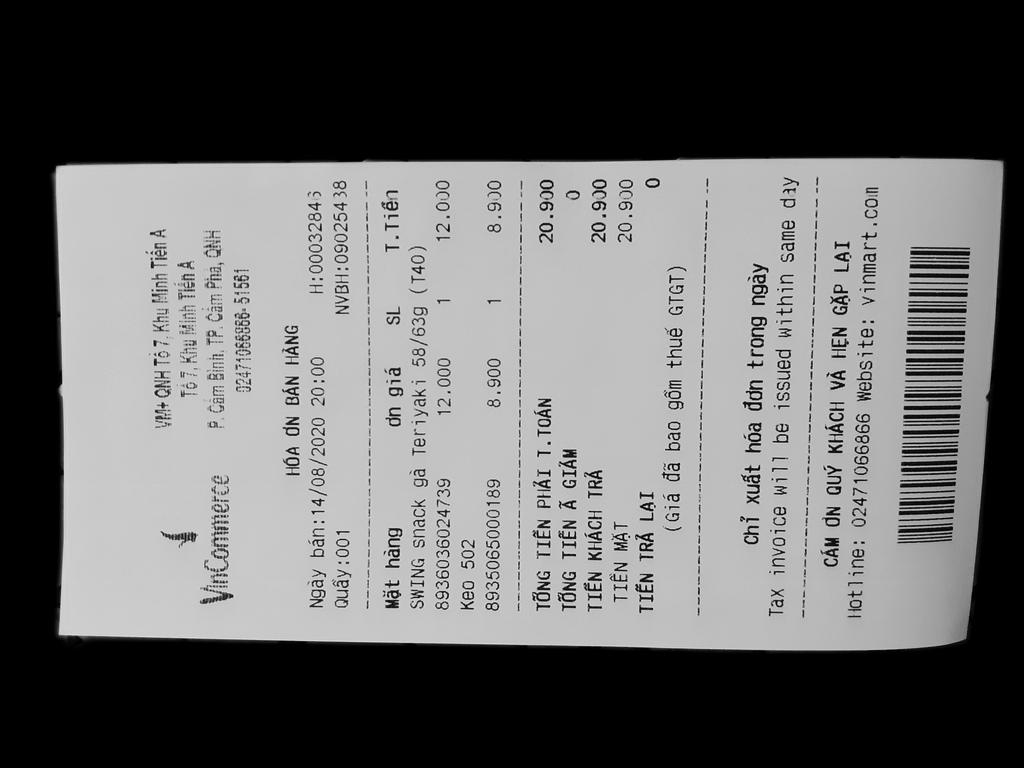 VinCommerce
VM+ QNH Tổ 7, Khu Minh Tiến A
Tổ 7, Khu Minh Tiến A
P. Cẩm Bình, TP. Cẩm Phả, QNH
02471066866-51561
HÓA ĐN BÁN HÀNG
Ngày bán:14/08/2020 20:00 H:00032846
Quầy:001 NVBH:09025438
Mặt hàng đn giá SL T.Tiền
SWING snack gà Teriyaki 58/63g (T40)
8936036024739 12.000 1 12.000
Keo 502
8935065000189 8.900 1 8.900
TỔNG TIỀN PHẢI T.TOÁN 20.900
TỔNG TIỀN Ã GIẢM 0
TIỀN KHÁCH TRẢ 20.900
TIỀN MẶT 20.900
TIỀN TRẢ LẠI 0
(Giá đã bao gồm thuế GTGT)
Chỉ xuất hóa đơn trong ngày
Tax invoice will be issued within same day
CẢM ƠN QUÝ KHÁCH VÀ HẸN GẶP LẠI
Hotline: 02471066866 Website: vinmart.com